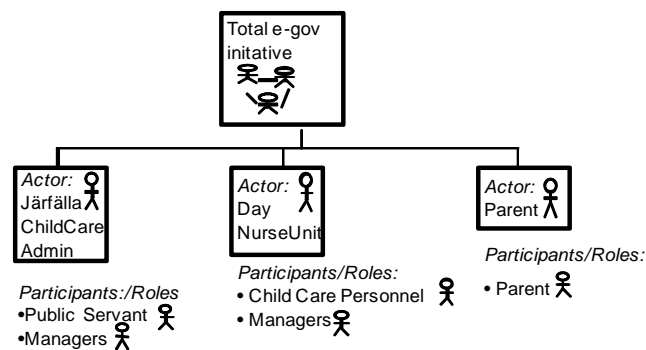 Total e-gov
initative
Actor:
Järfälla
ChildCare
Admin
Participants:/Roles
•Public Servant
•Managers
Actor:
Day
NurseUnit
Participants/Roles:
• Child Care Personnel
• Managers
Actor:
Parent
Participants/Roles:
• Parent